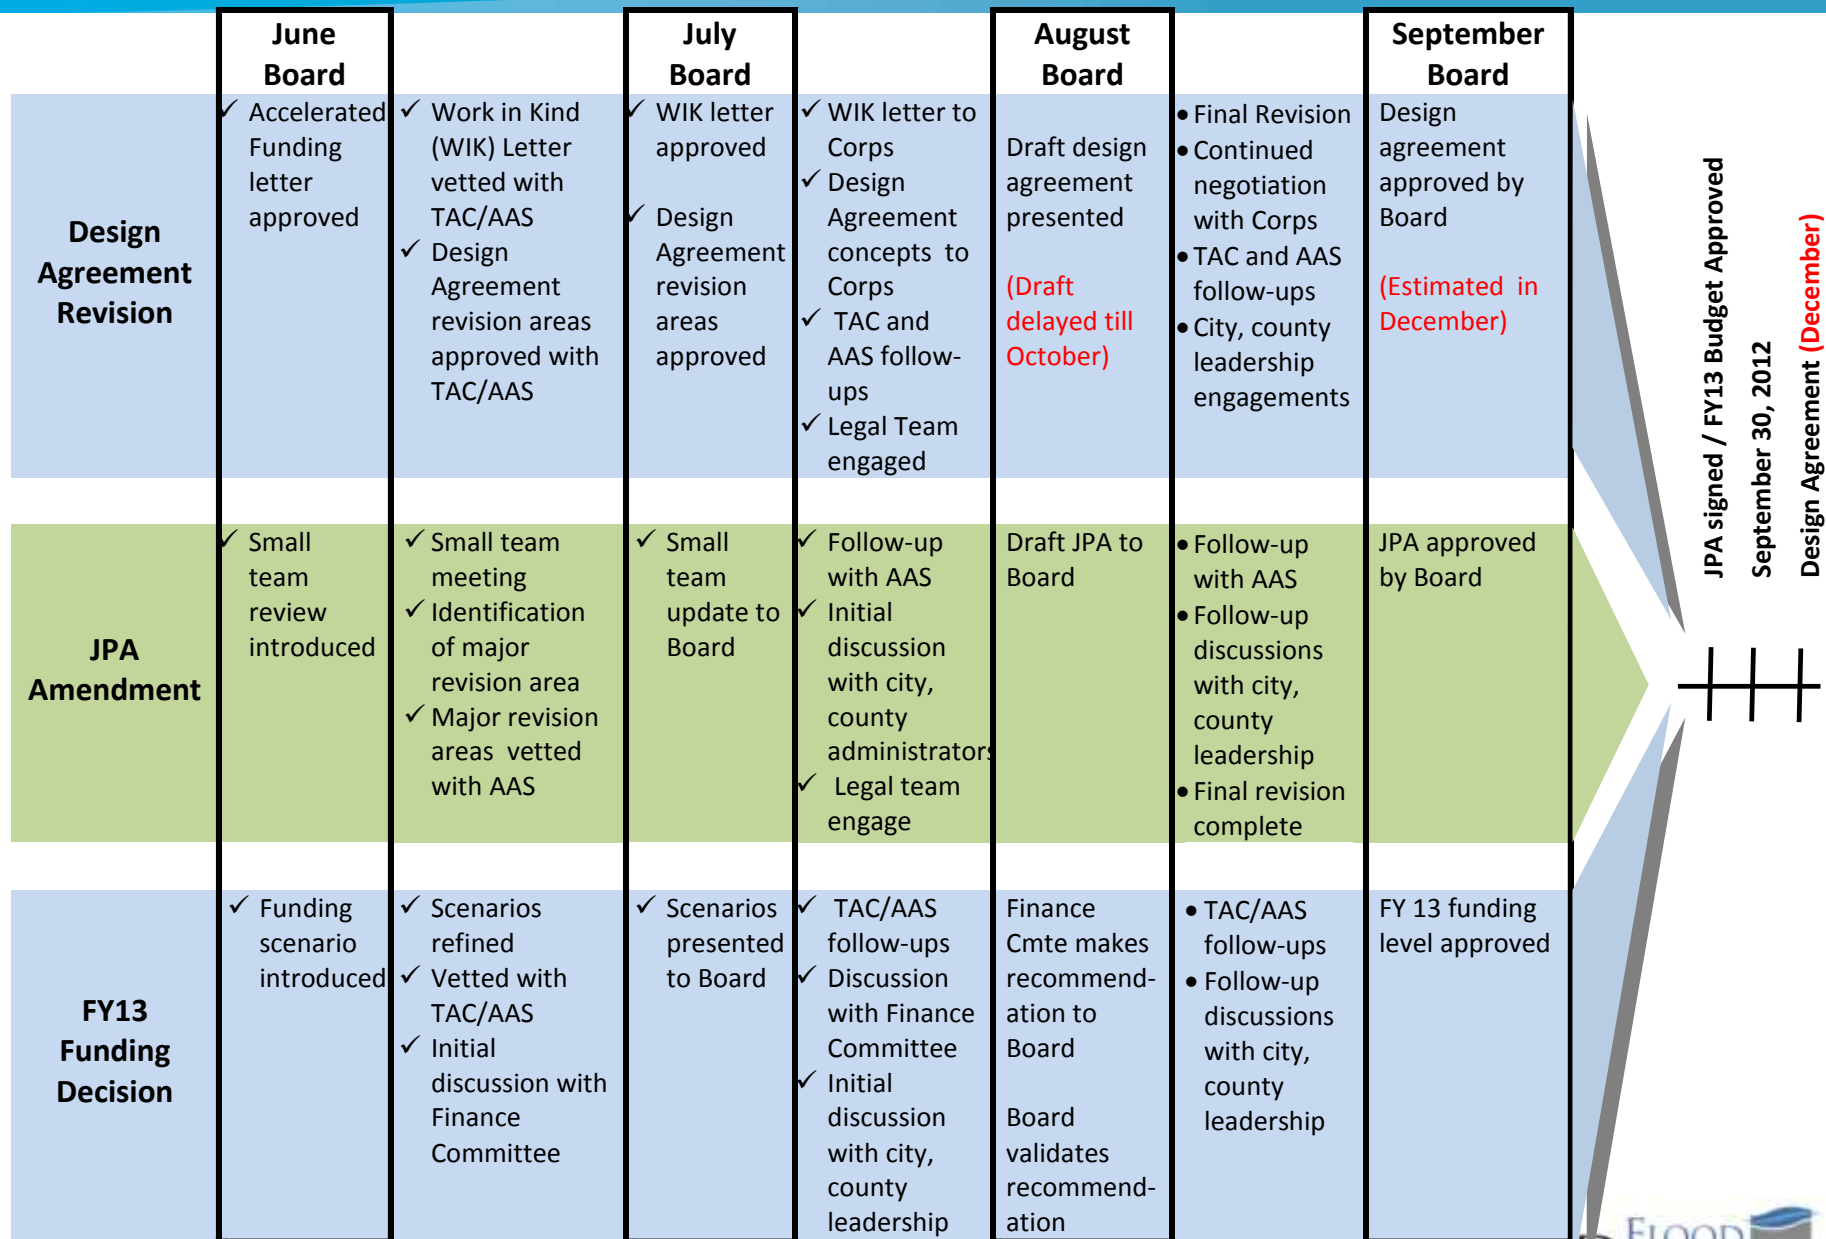 June
Board
July
Board
August
Board
September
Board
Design
Agreement
Revision
✓ Accelerated
Funding
letter
approved
✓ Work in Kind
(WIK) Letter
vetted with
TAC/AAS
✓ Design
Agreement
revision areas
approved with
TAC/AAS
✓ WIK letter
approved
✓ Design
Agreement
revision
areas
approved
✓ WIK letter to
Corps
✓ Design
Agreement
concepts to
Corps
✓ TAC and
AAS follow-
ups
✓ Legal Team
engaged
Draft design
agreement
presented
(Draft
delayed till
October)
• Final Revision
• Continued
negotiation
with Corps
• TAC and AAS
follow-ups
• City, county
leadership
engagements
Design
agreement
approved by
Board
(Estimated in
December)
JPA
Amendment
✓ Small
team
review
introduced
✓ Small team
meeting
✓ Identification
of major
revision area
✓ Major revision
areas vetted
with AAS
✓ Small
team
update to
Board
✓ Follow-up
with AAS
✓ Initial
discussion
with city,
county
administrators
✓ Legal team
engage
Draft JPA to
Board
• Follow-up
with AAS
• Follow-up
discussions
with city,
county
leadership
• Final revision
complete
JPA approved
by Board
FY13
Funding
Decision
✓ Funding
scenario
introduced
✓ Scenarios
refined
✓ Vetted with
TAC/AAS
✓ Initial
discussion with
Finance
Committee
✓ Scenarios
presented
to Board
✓ TAC/AAS
follow-ups
✓ Discussion
with Finance
Committee
✓ Initial
discussion
with city,
county
leadership
Finance
Cmte makes
recommend-
ation to
Board
Board
validates
recommend-
ation
• TAC/AAS
follow-ups
• Follow-up
discussions
with city,
county
leadership
FY 13 funding
level approved
JPA signed / FY13 Budget Approved
September 30, 2012
Design Agreement (December)
FLOOD